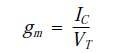 g_m = I_C / V_T